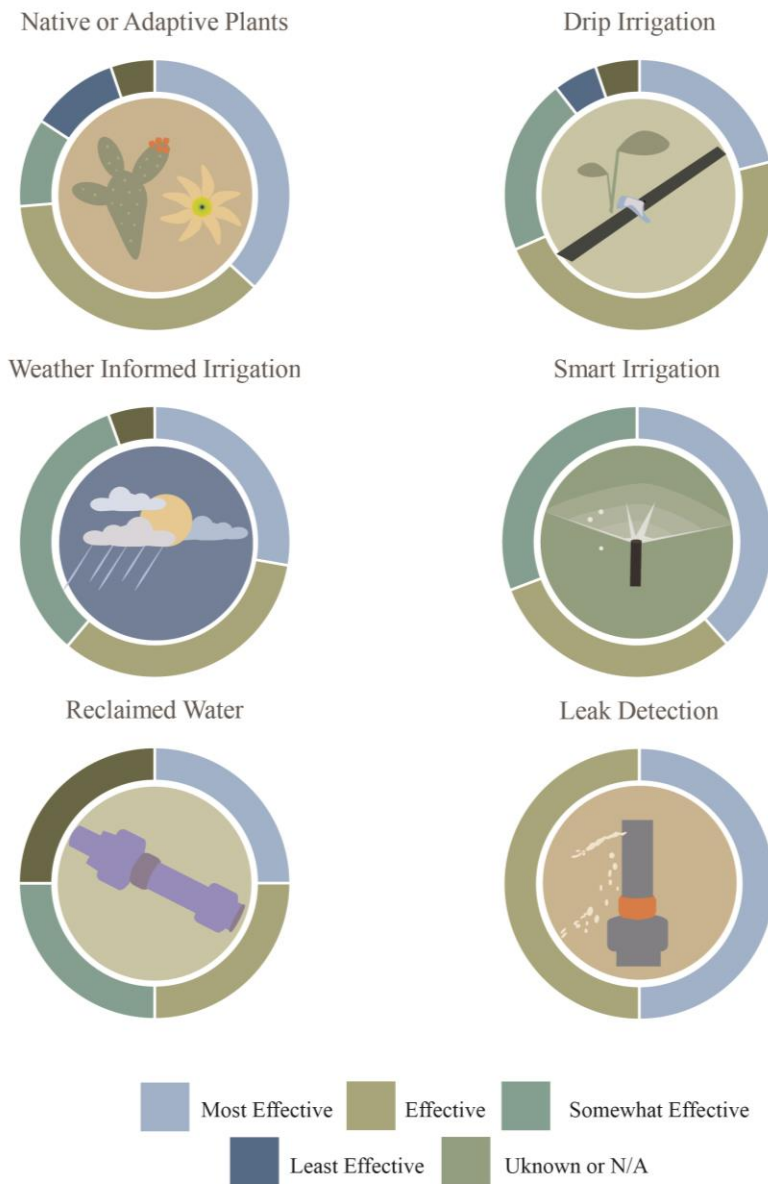 Native or Adaptive Plants
Drip Irrigation
Weather Informed Irrigation
Smart Irrigation
Reclaimed Water
Leak Detection
Most Effective
Effective
Somewhat Effective
Least Effective
Uknown or N/A